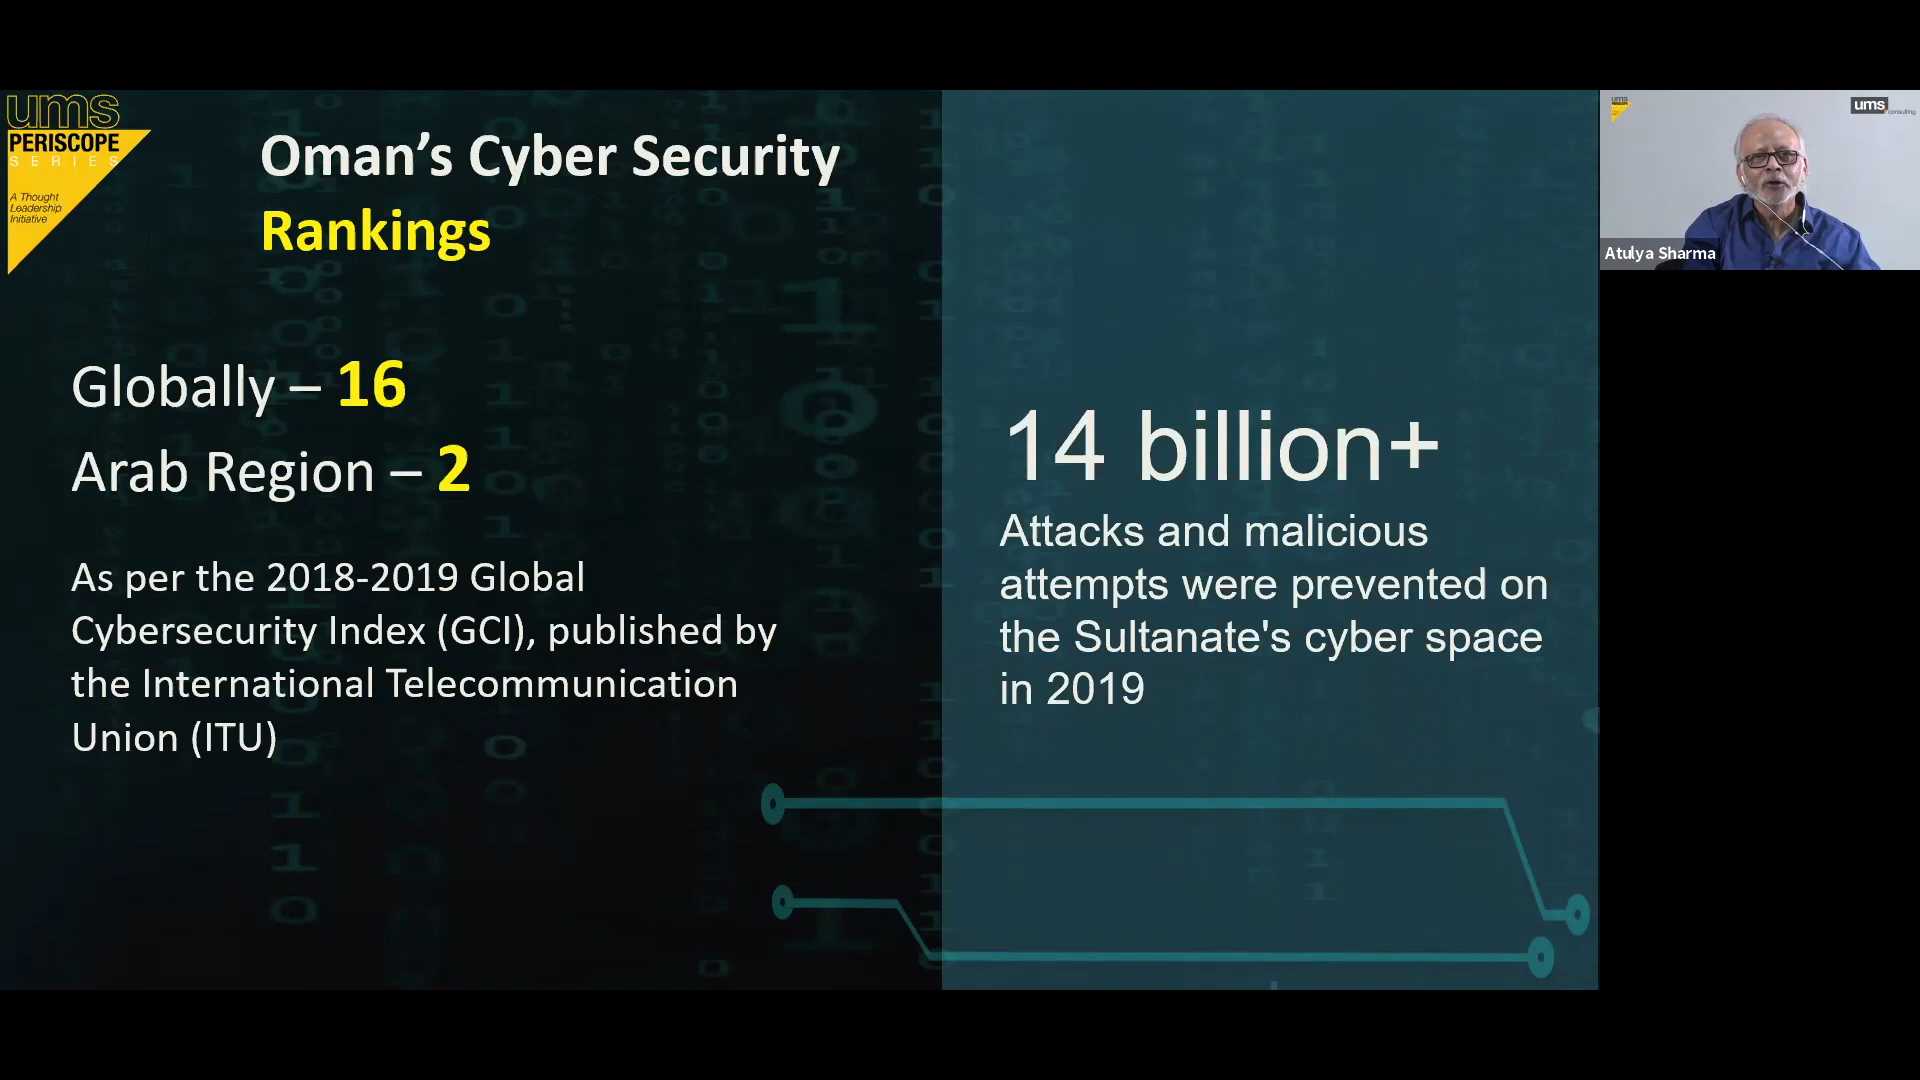 ums
PERISCOPE
SERIES
A Thought
Leadership
Initiative
Oman’s Cyber Security
Rankings
Globally – 16
Arab Region – 2
As per the 2018-2019 Global
Cybersecurity Index (GCI), published by
the International Telecommunication
Union (ITU)
14 billion+
Attacks and malicious
attempts were prevented on
the Sultanate's cyber space
in 2019
ums
consulting
Atulya Sharma